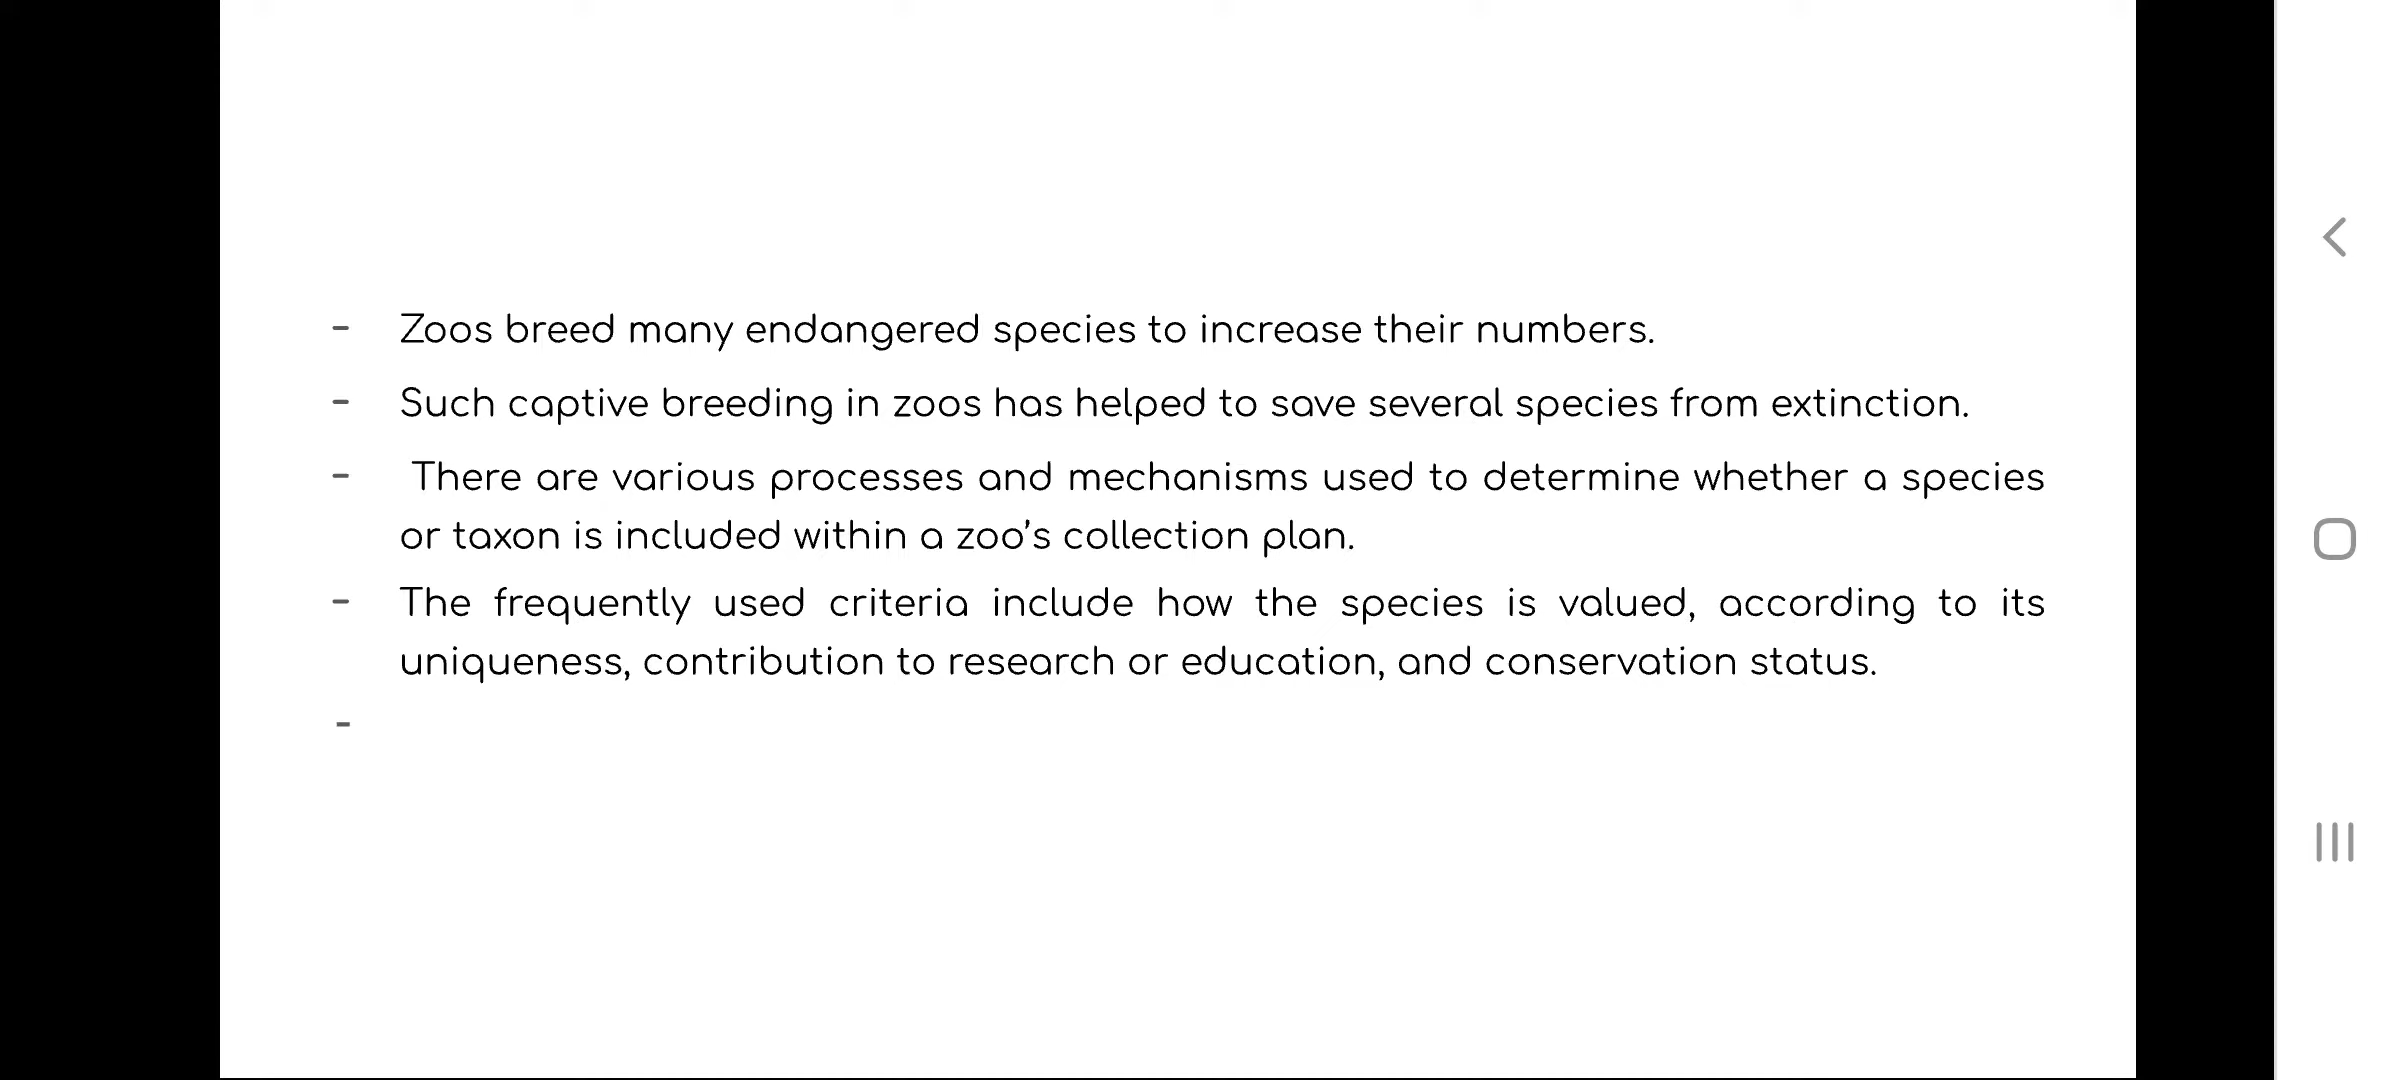 - Zoos breed many endangered species to increase their numbers.
- Such captive breeding in zoos has helped to save several species from extinction.
- There are various processes and mechanisms used to determine whether a species
or taxon is included within a zoo's collection plan.
- The frequently used criteria include how the species is valued, according to its
uniqueness, contribution to research or education, and conservation status.
-